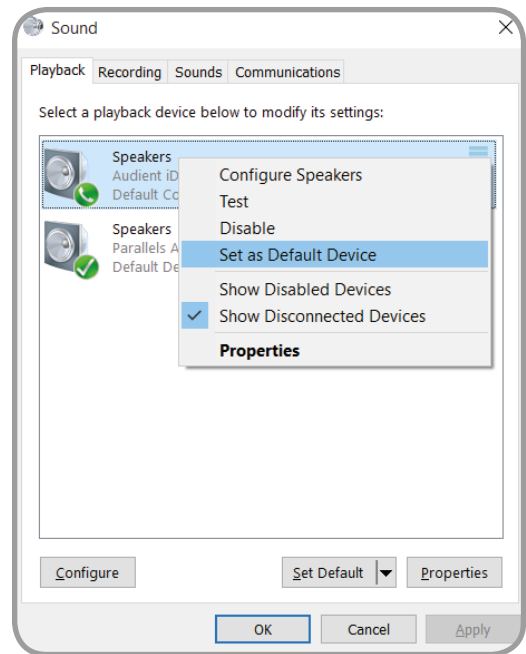 Sound
Playback Recording Sounds Communications
Select a playback device below to modify its settings:
Speakers
Audient iD
Default Co
Speakers
Parallels A
Default De
Configure Speakers
Test
Disable
Set as Default Device
Show Disabled Devices
Show Disconnected Devices
Properties
Configure Set Default Properties
OK Cancel Apply